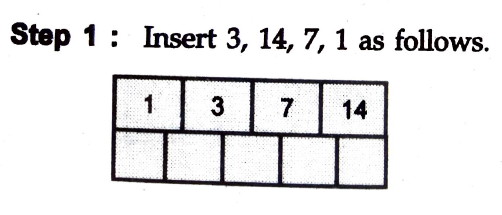 Step 1 : Insert 3, 14, 7, 1 as follows.
1 3 7 14